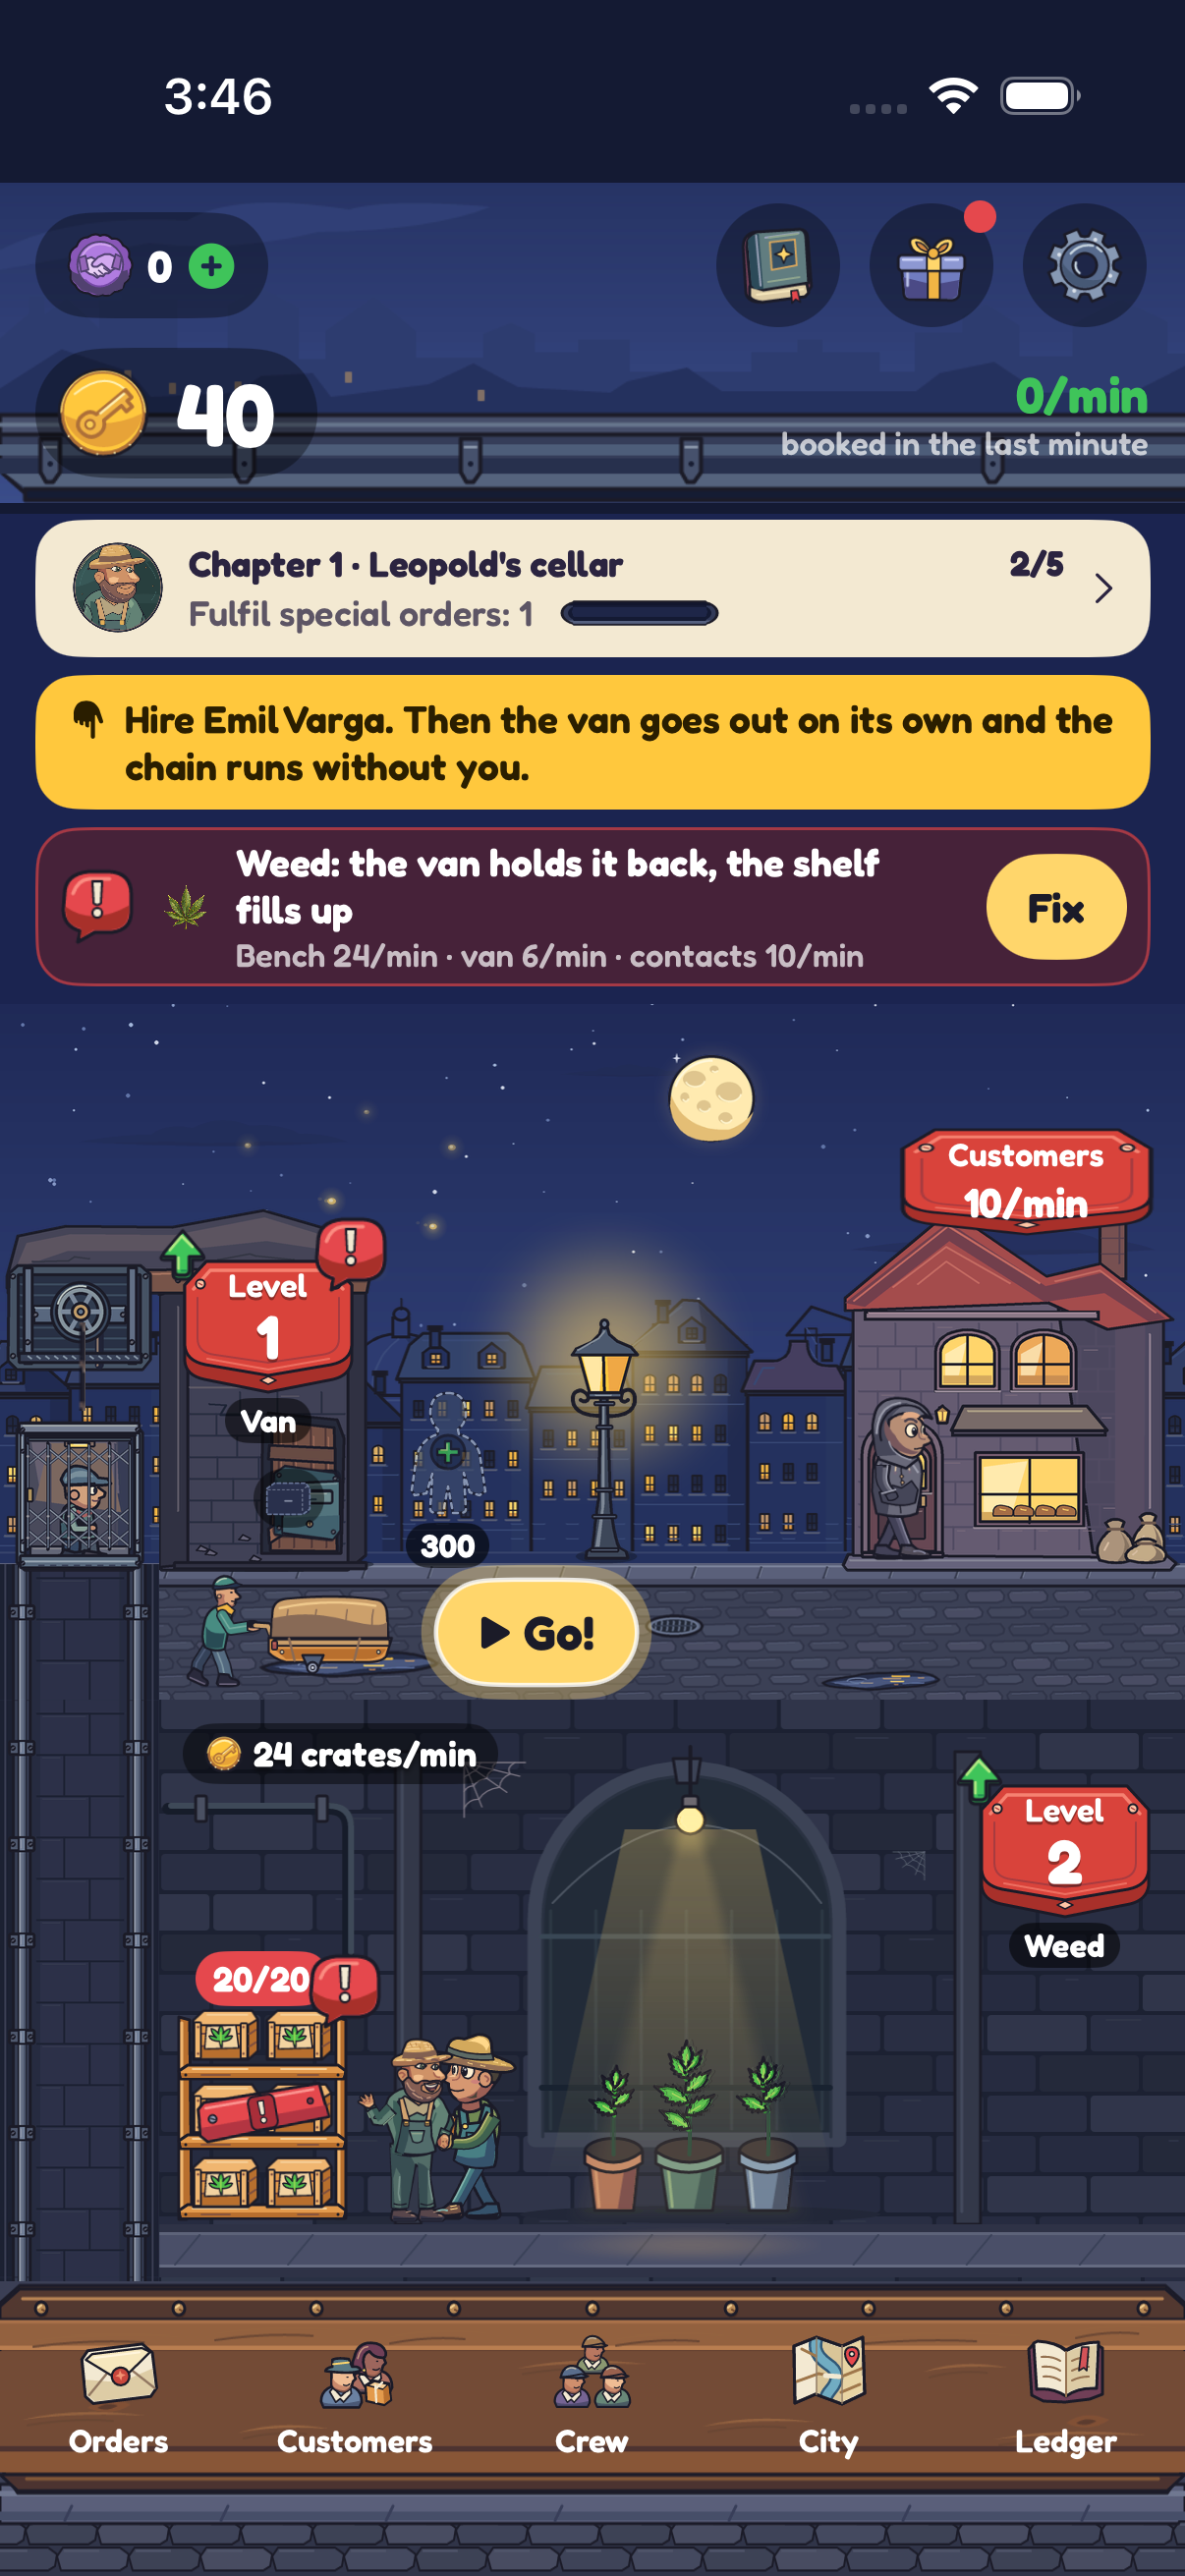 3:46
0
40
0/min
booked in the last minute
Chapter 1 · Leopold's cellar
2/5
Fulfil special orders: 1
Hire Emil Varga. Then the van goes out on its own and the
chain runs without you.
Weed: the van holds it back, the shelf
fills up
Bench 24/min · van 6/min · contacts 10/min
Fix
Customers
10/min
Level
1
Van
300
Go!
24 crates/min
Level
2
Weed
20/20
Orders
Customers
Crew
City
Ledger